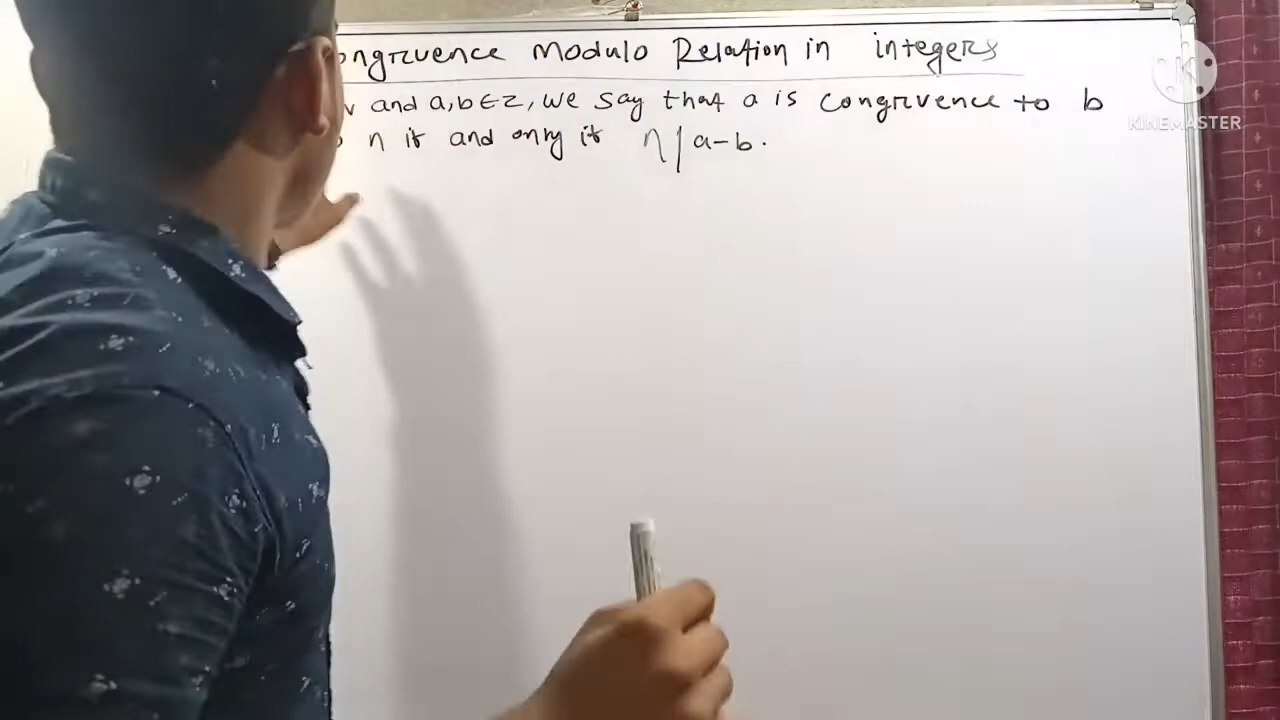 ongruence Modulo Relation in integers
and a, b ∈ Z, we say that a is congruence to b
n if and only if n | a-b.
KINEMASTER